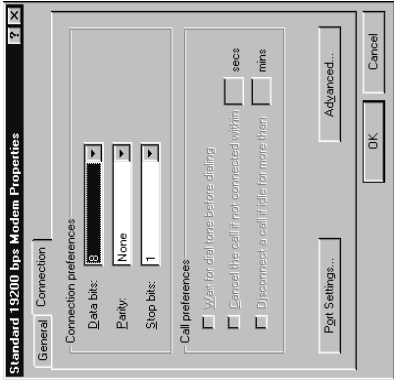 Standard 19200 bps Modem Properties
General Connection
Connection preferences
Data bits: 8
Parity: None
Stop bits: 1
Call preferences
Wait for dial tone before dialing
Cancel the call if not connected within secs
Disconnect a call if idle for more than mins
Port Settings... Advanced...
OK Cancel